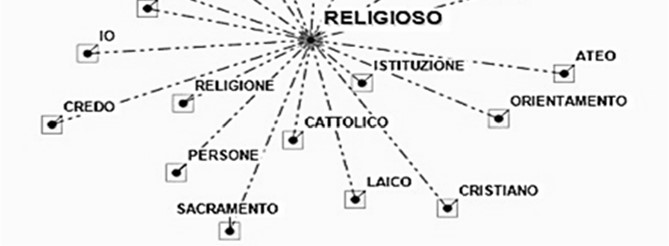 RELIGIOSO
IO
ISTITUZIONE
ATEO
RELIGIONE
ORIENTAMENTO
CREDO
CATTOLICO
PERSONE
LAICO
CRISTIANO
SACRAMENTO